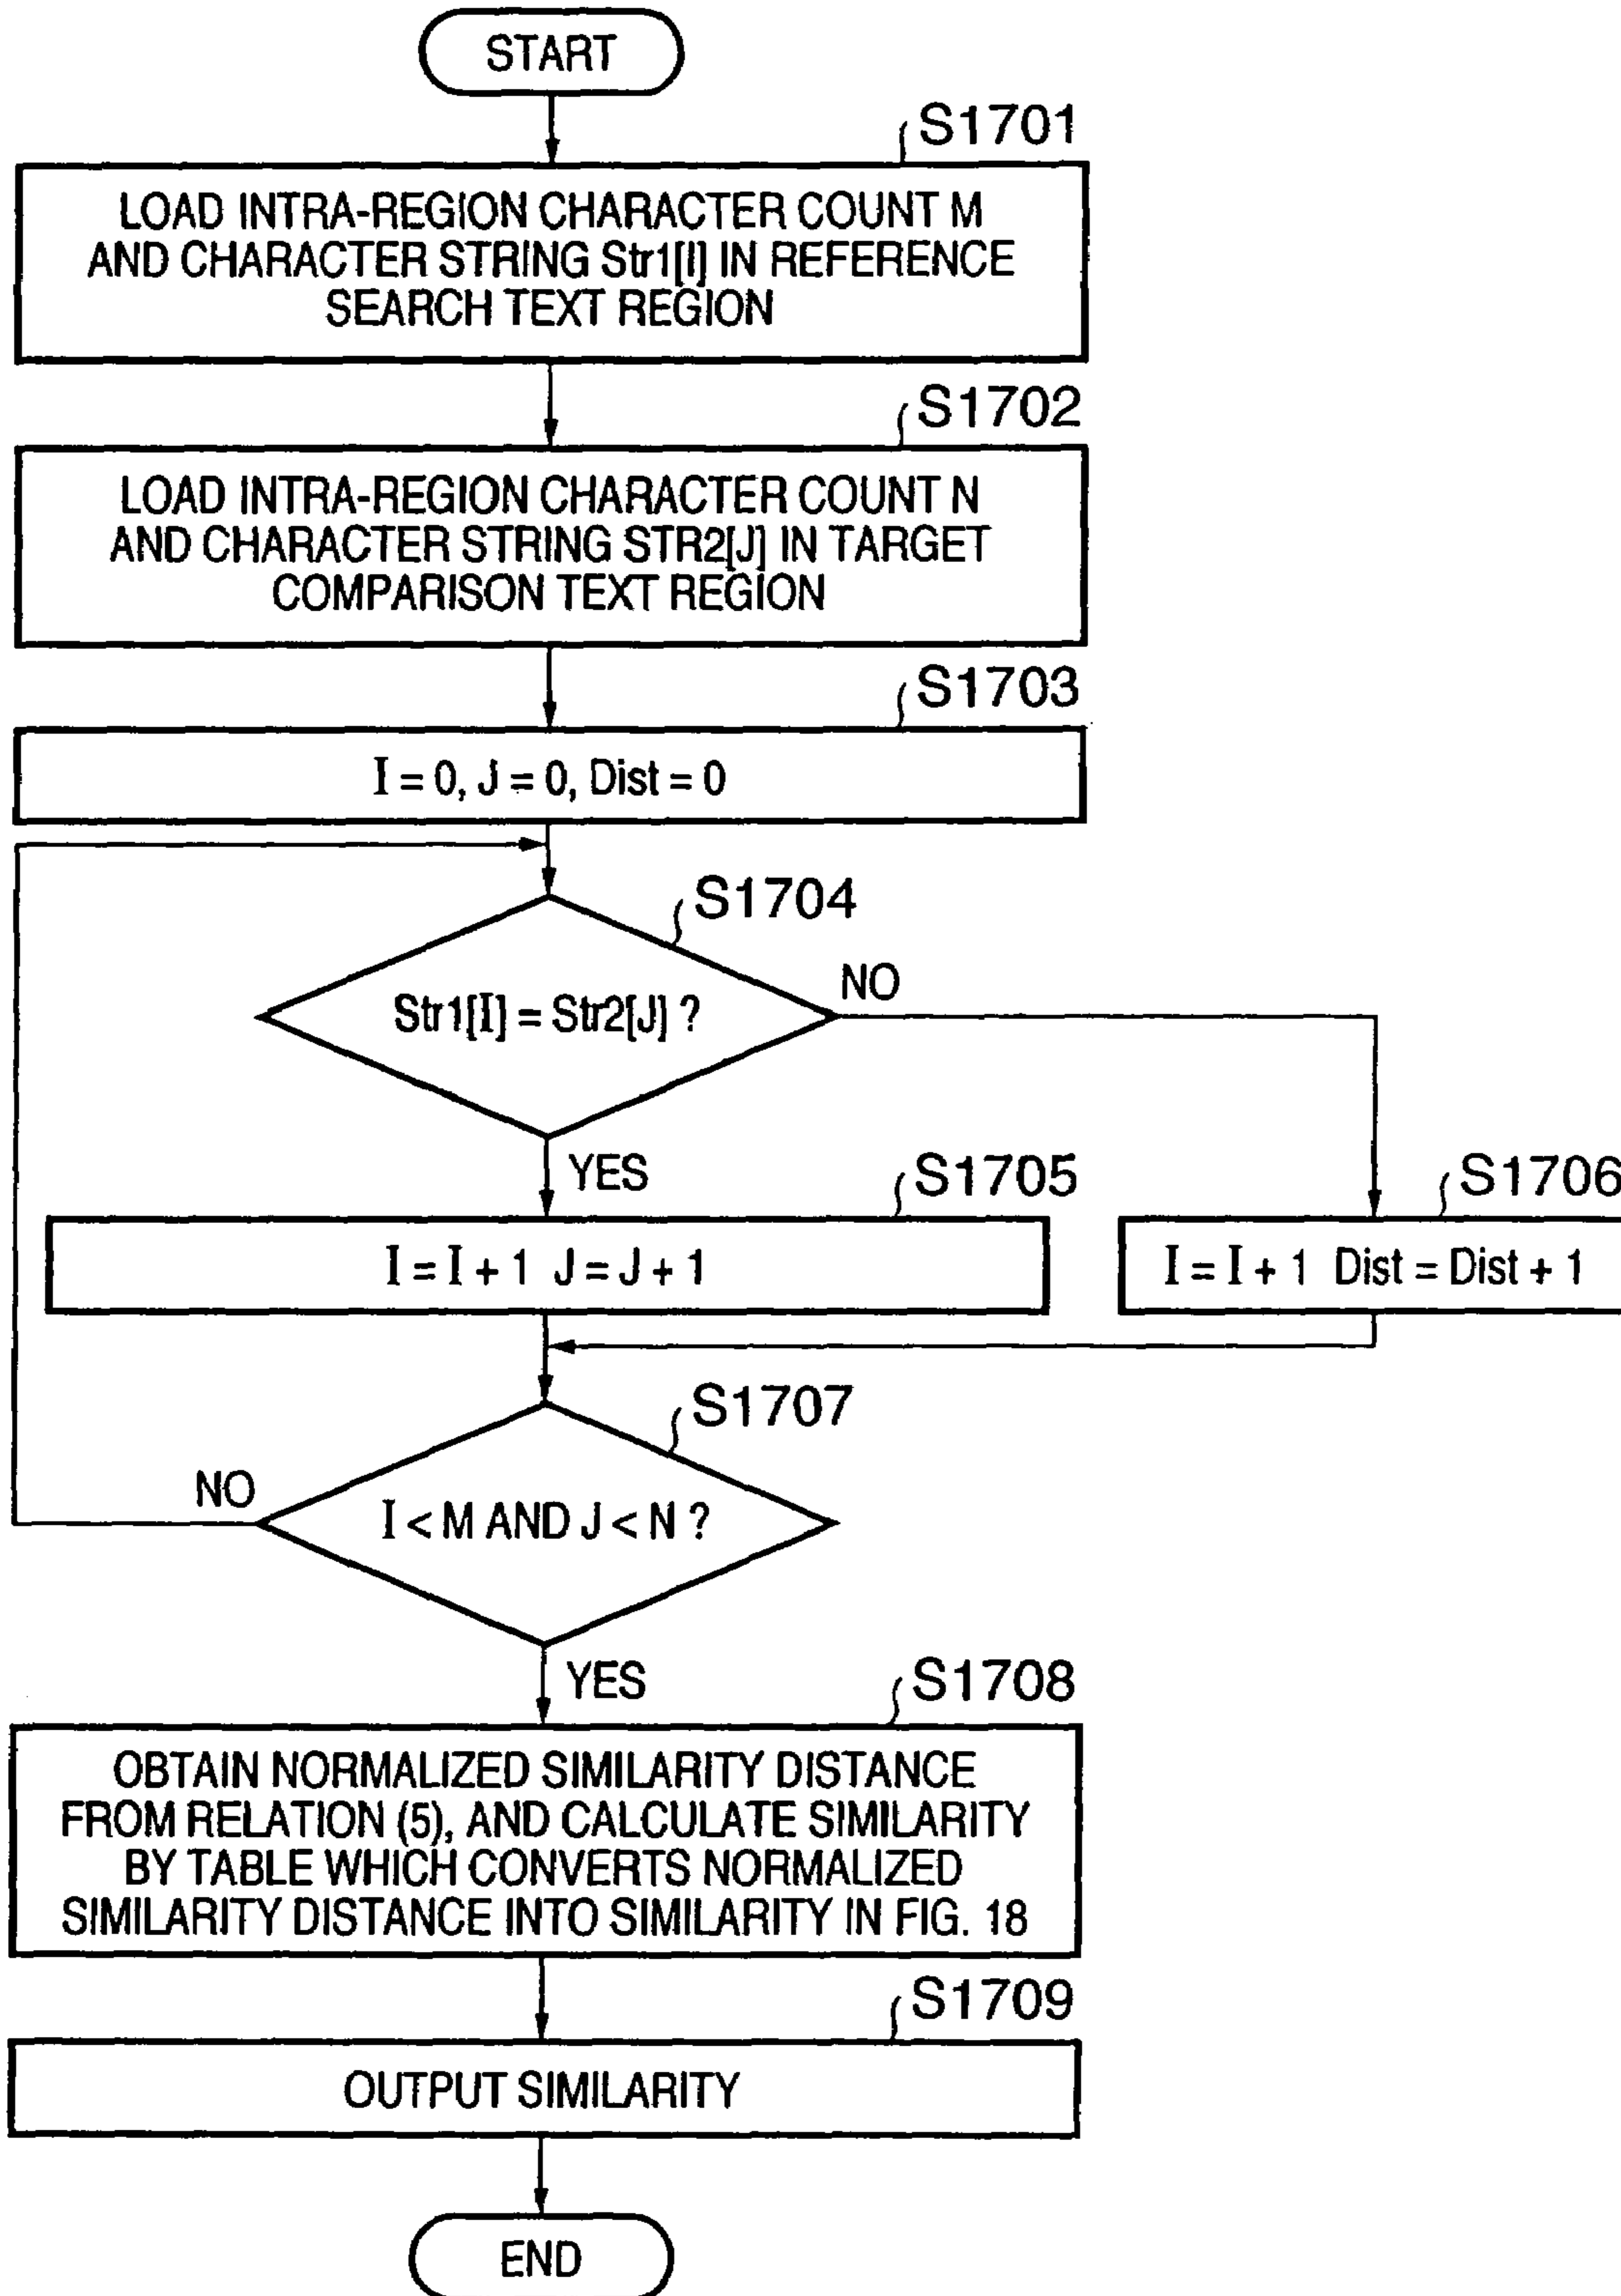 START
S1701
LOAD INTRA-REGION CHARACTER COUNT M
AND CHARACTER STRING Str1[I] IN REFERENCE
SEARCH TEXT REGION
S1702
LOAD INTRA-REGION CHARACTER COUNT N
AND CHARACTER STRING STR2[J] IN TARGET
COMPARISON TEXT REGION
S1703
I = 0, J = 0, Dist = 0
S1704
Str1[I] = Str2[J] ?
NO
YES
S1705
I = I + 1 J = J + 1
S1706
I = I + 1 Dist = Dist + 1
S1707
I < M AND J < N ?
NO
YES
S1708
OBTAIN NORMALIZED SIMILARITY DISTANCE
FROM RELATION (5), AND CALCULATE SIMILARITY
BY TABLE WHICH CONVERTS NORMALIZED
SIMILARITY DISTANCE INTO SIMILARITY IN FIG. 18
S1709
OUTPUT SIMILARITY
END